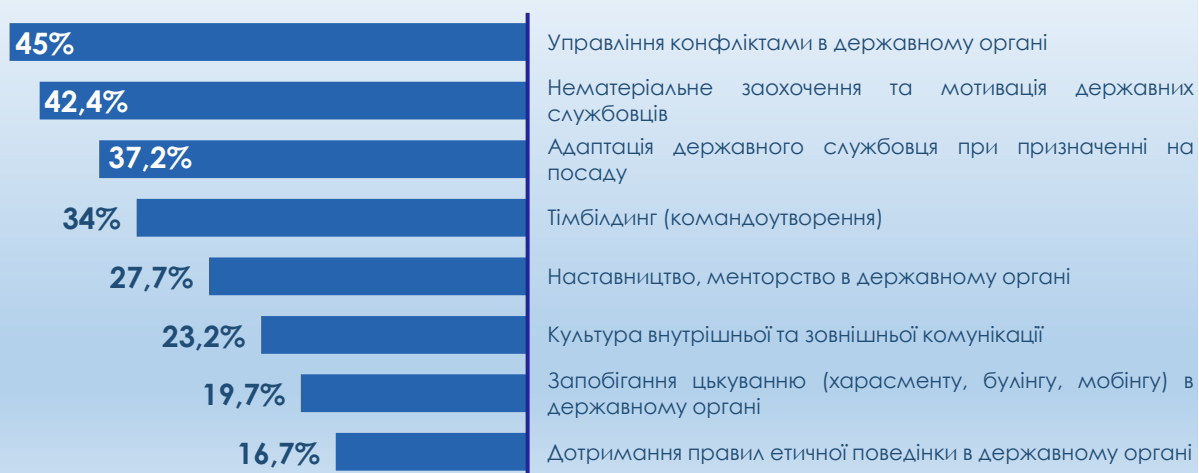 45%
Управління конфліктами в державному органі
42,4%
Нематеріальне заохочення та мотивація державних
службовців
37,2%
Адаптація державного службовця при призначенні на
посаду
34%
Тімбілдинг (командоутворення)
27,7%
Наставництво, менторство в державному органі
23,2%
Культура внутрішньої та зовнішньої комунікації
19,7%
Запобігання цькуванню (харасменту, булінгу, мобінгу) в
державному органі
16,7%
Дотримання правил етичної поведінки в державному органі